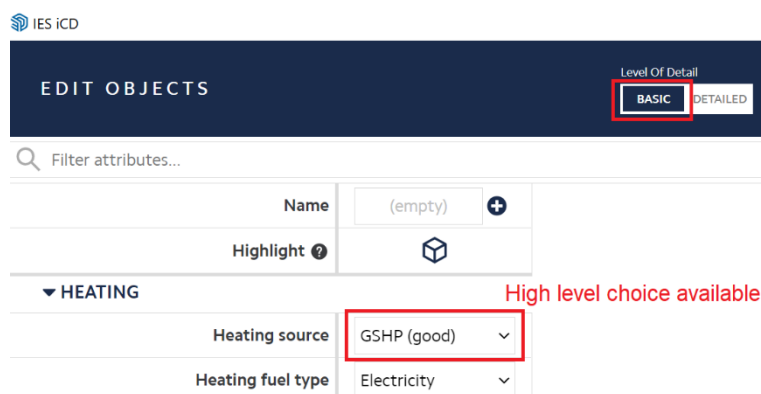 IES iCD
EDIT OBJECTS
Level Of Detail
BASIC DETAILED
Filter attributes...
Name (empty)
Highlight ?
HEATING
High level choice available
Heating source GSHP (good)
Heating fuel type Electricity